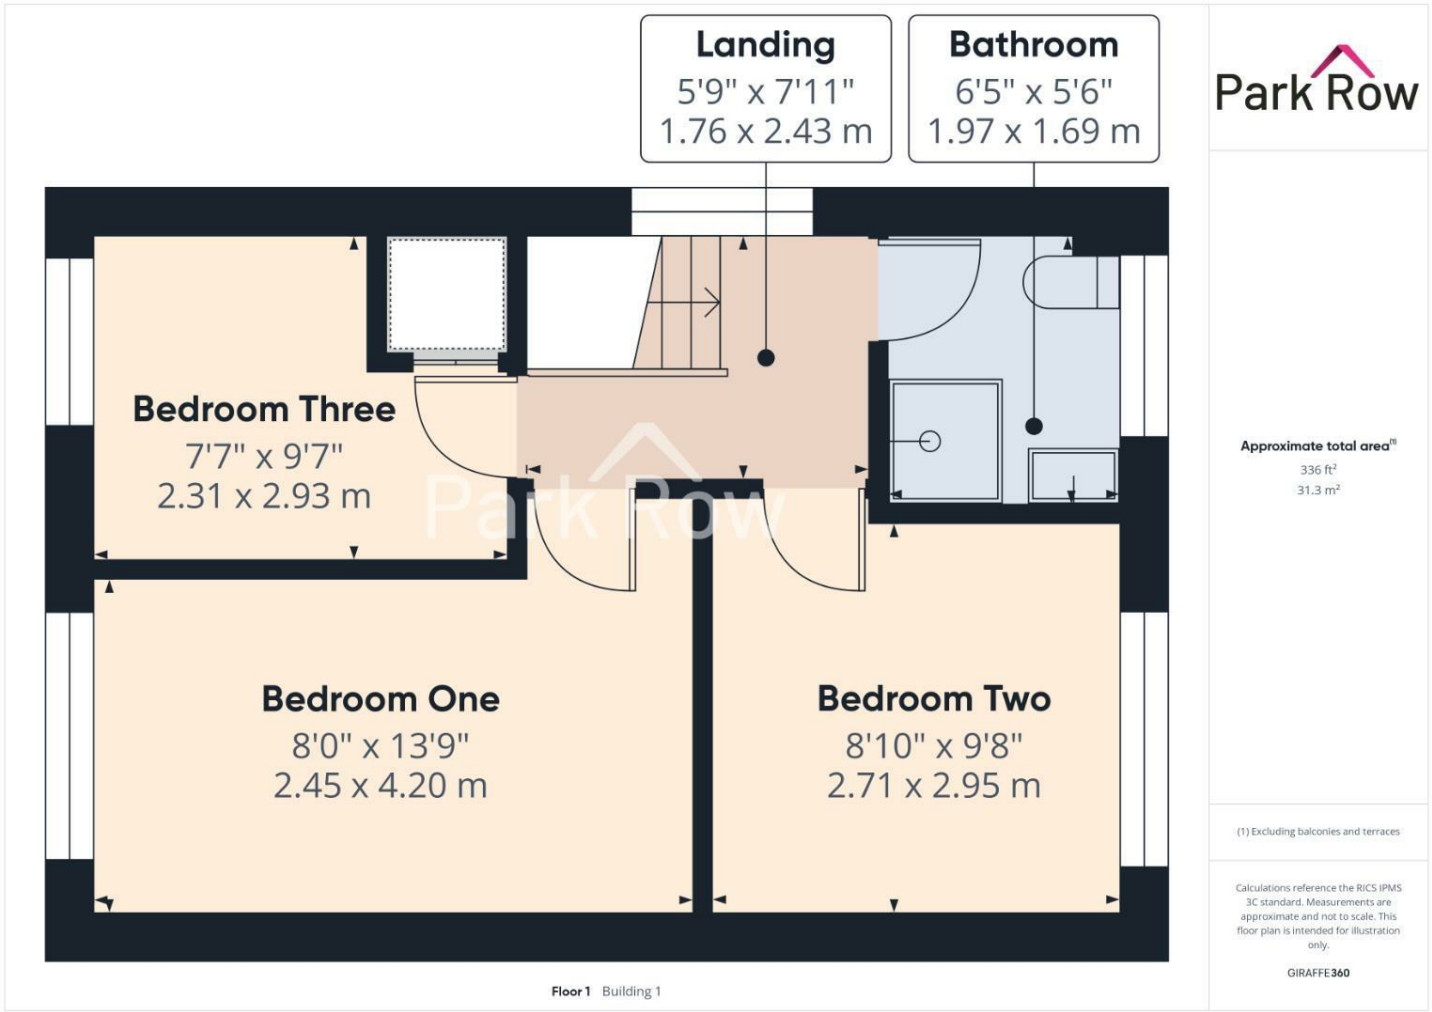 Landing
5'9" x 7'11"
1.76 x 2.43 m
Bathroom
6'5" x 5'6"
1.97 x 1.69 m
Park Row
Bedroom Three
7'7" x 9'7"
2.31 x 2.93 m
Park Row
Bedroom One
8'0" x 13'9"
2.45 x 4.20 m
Bedroom Two
8'10" x 9'8"
2.71 x 2.95 m
Approximate total area(1)
336 ft²
31.3 m²
(1) Excluding balconies and terraces
Calculations reference the RICS IPMS
3C standard. Measurements are
approximate and not to scale. This
floor plan is intended for illustration
only.
GIRAFFE360
Floor 1 Building 1